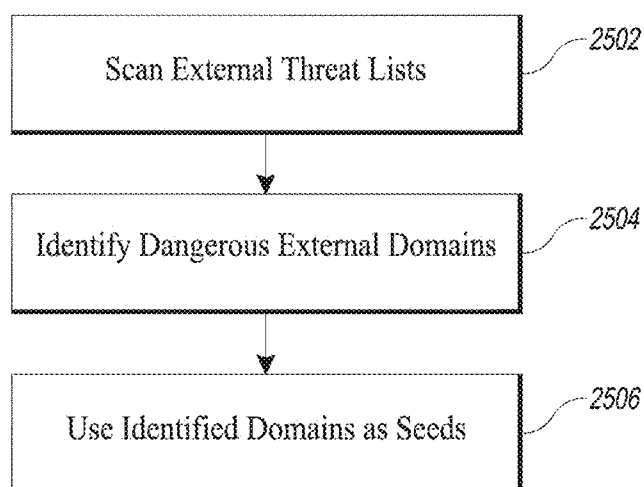 Scan External Threat Lists
2502
Identify Dangerous External Domains
2504
Use Identified Domains as Seeds
2506